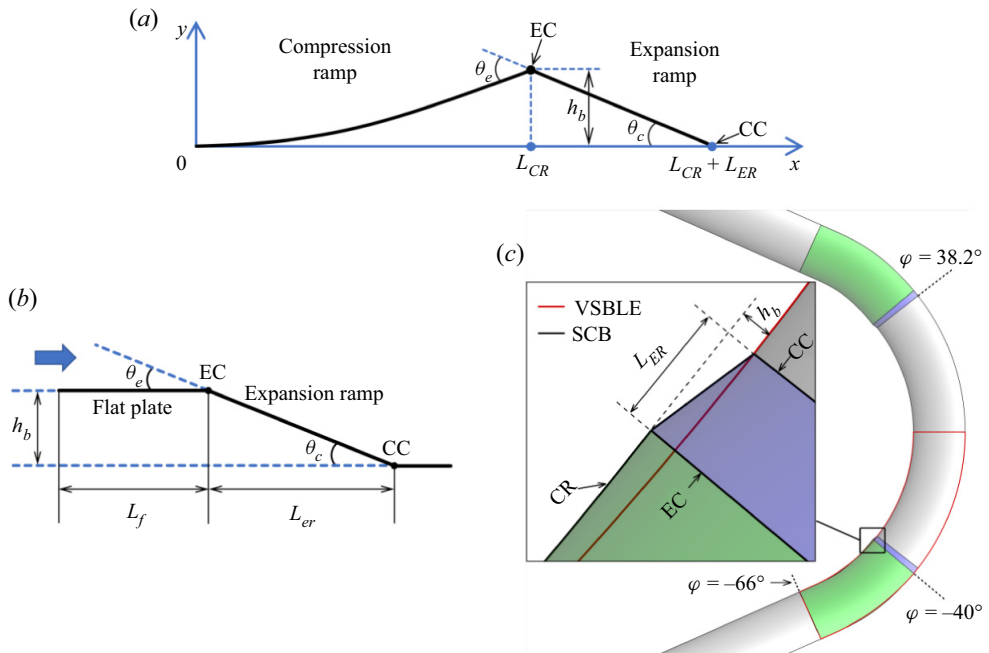 (a)
y
EC
Compression
ramp
Expansion
ramp
θe
hb
θc
CC
0
LCR
LCR + LER
x
(b)
θe
EC
Expansion ramp
Flat plate
hb
θc
CC
Lf
Ler
(c)
φ = 38.2°
VSBLE
SCB
hb
LER
CC
CR
EC
φ = –66°
φ = –40°